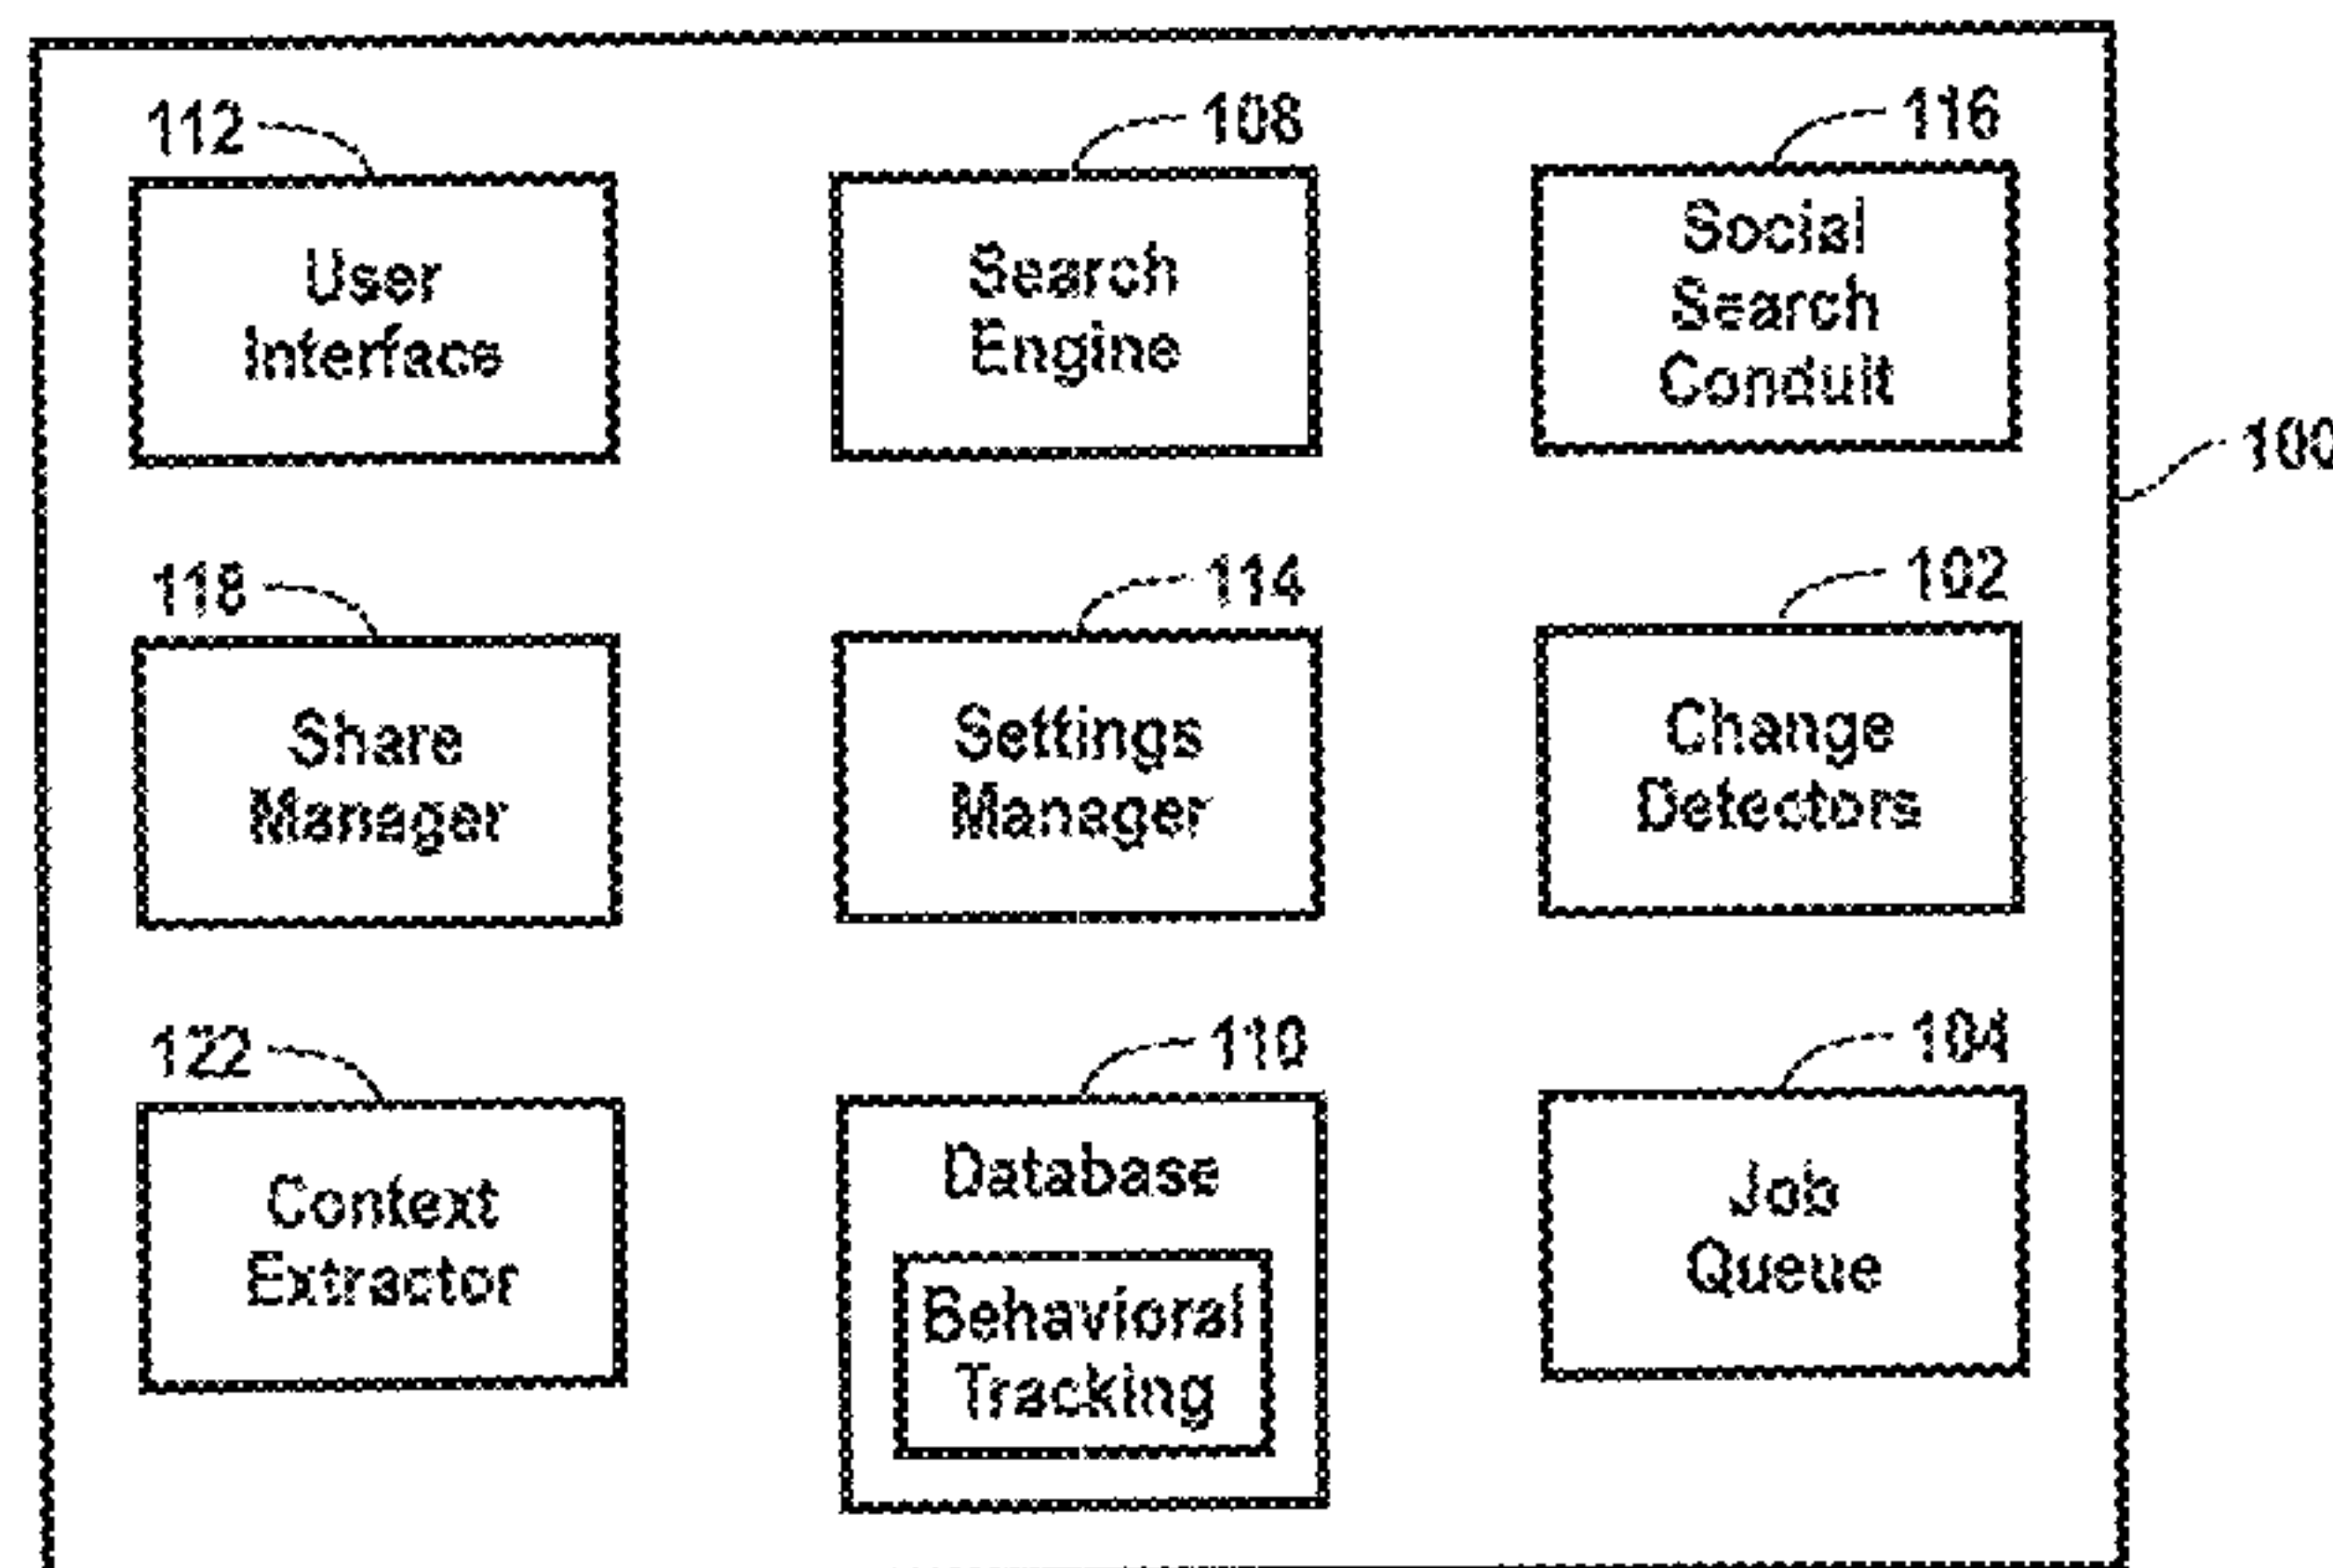 112
108
116
User
Interface
Search
Engine
Social
Search
Conduit
100
118
114
102
Share
Manager
Settings
Manager
Change
Detectors
122
110
104
Context
Extractor
Database
Behavioral
Tracking
Job
Queue